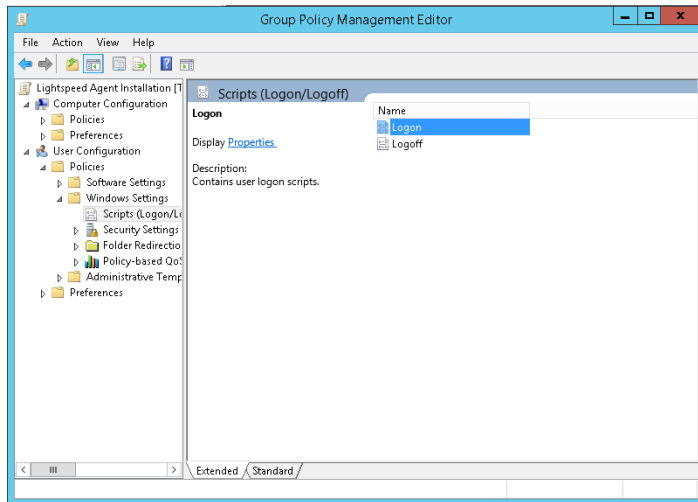 Group Policy Management Editor
File Action View Help
Lightspeed Agent Installation [T
Computer Configuration
Policies
Preferences
User Configuration
Policies
Software Settings
Windows Settings
Scripts (Logon/Lo
Security Settings
Folder Redirectio
Policy-based QoS
Administrative Temp
Preferences
Scripts (Logon/Logoff)
Logon
Display Properties
Description:
Contains user logon scripts.
Name
Logon
Logoff
Extended Standard